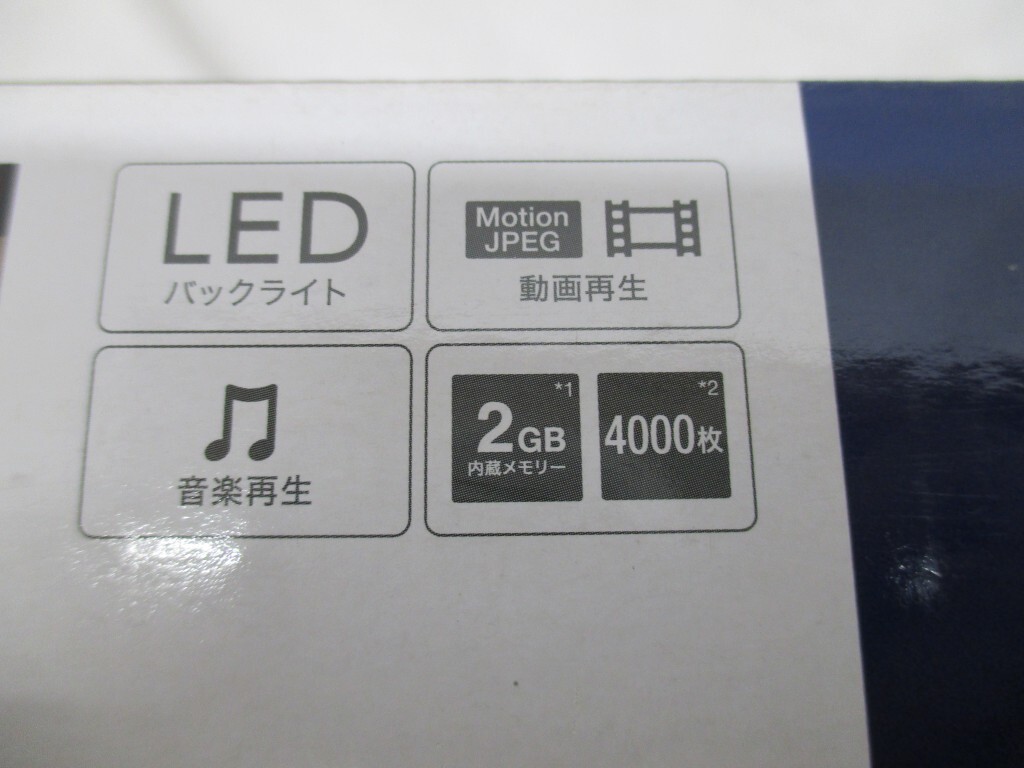 LED
バックライト
Motion
JPEG
動画再生
音楽再生
*1
2GB
内蔵メモリー
*2
4000枚